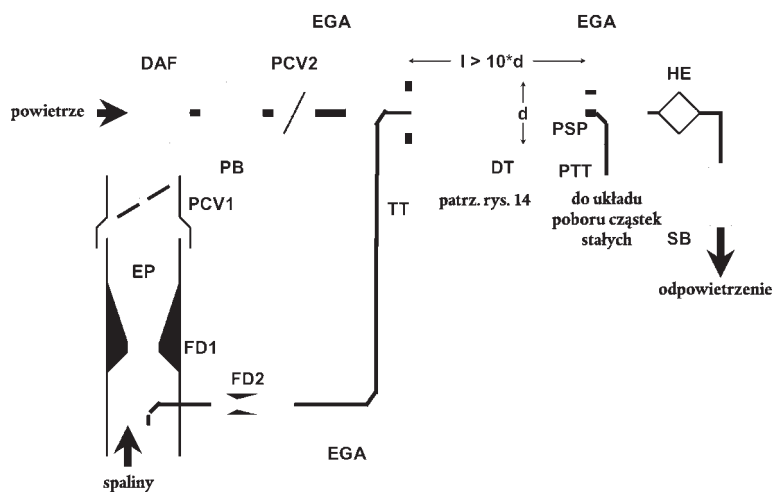 EGA
EGA
DAF
PCV2
l > 10*d
HE
powietrze
d
PSP
PB
DT
PTT
PCV1
TT
patrz. rys. 14
do układu
poboru cząstek
stałych
SB
EP
odpowietrzenie
FD1
FD2
EGA
spaliny